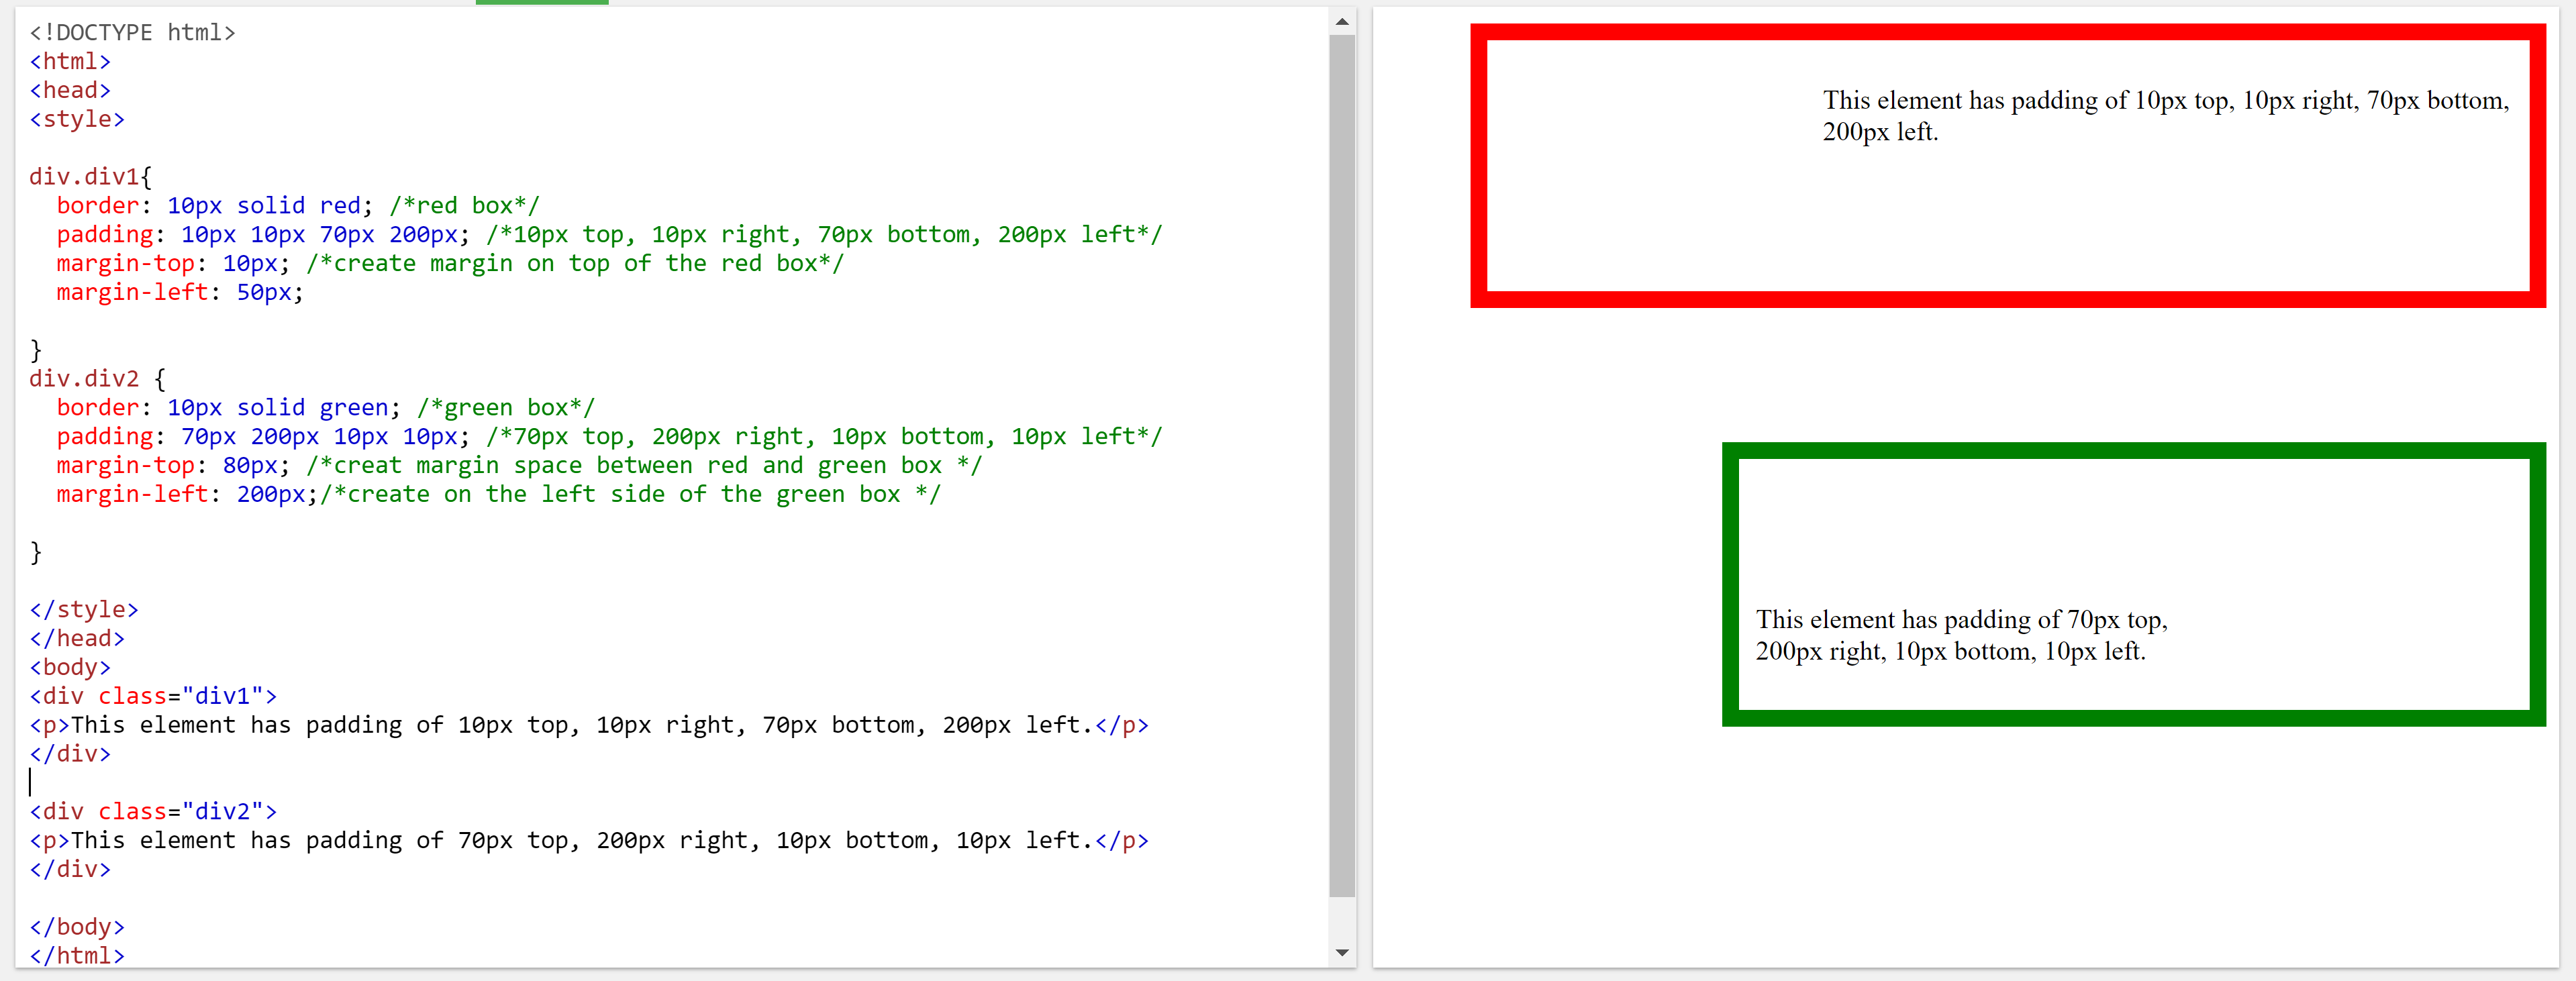 <!DOCTYPE html>
<html>
<head>
<style>
div.div1{
  border: 10px solid red; /*red box*/
  padding: 10px 10px 70px 200px; /*10px top, 10px right, 70px bottom, 200px left*/
  margin-top: 10px; /*create margin on top of the red box*/
  margin-left: 50px;
}
div.div2 {
  border: 10px solid green; /*green box*/
  padding: 70px 200px 10px 10px; /*70px top, 200px right, 10px bottom, 10px left*/
  margin-top: 80px; /*creat margin space between red and green box */
  margin-left: 200px;/*create on the left side of the green box */
}
</style>
</head>
<body>
<div class="div1">
<p>This element has padding of 10px top, 10px right, 70px bottom, 200px left.</p>
</div>
<div class="div2">
<p>This element has padding of 70px top, 200px right, 10px bottom, 10px left.</p>
</div>
</body>
</html>
This element has padding of 10px top, 10px right, 70px bottom,
200px left.
This element has padding of 70px top,
200px right, 10px bottom, 10px left.